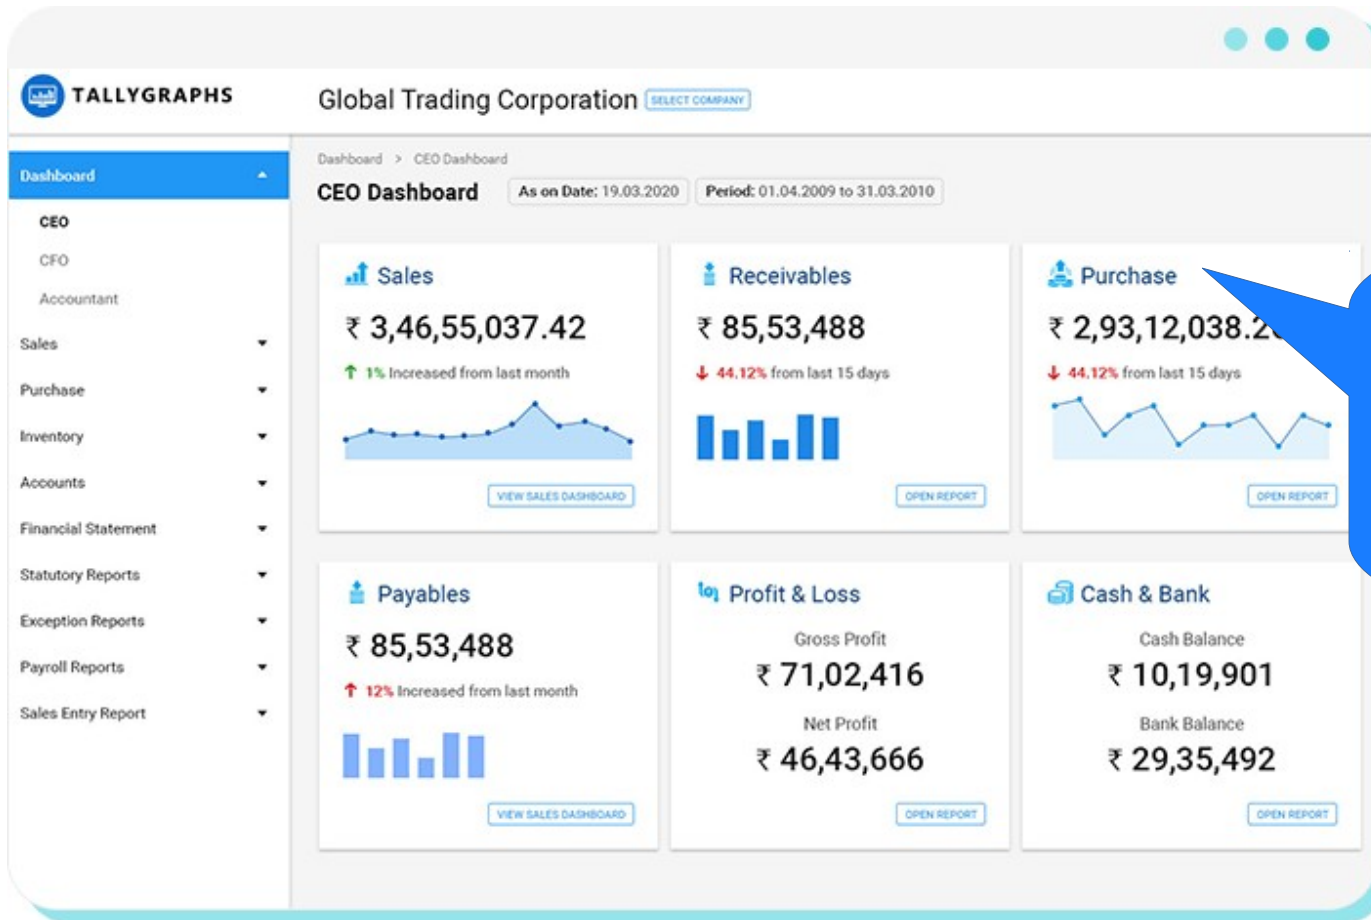 TALLYGRAPHS
Global Trading Corporation SELECT COMPANY
Dashboard
CEO
CFO
Accountant
Sales
Purchase
Inventory
Accounts
Financial Statement
Statutory Reports
Exception Reports
Payroll Reports
Sales Entry Report
Dashboard > CEO Dashboard
CEO Dashboard As on Date: 19.03.2020 Period: 01.04.2009 to 31.03.2010
Sales
₹ 3,46,55,037.42
↑ 1% Increased from last month
VIEW SALES DASHBOARD
Receivables
₹ 85,53,488
↓ 44.12% from last 15 days
OPEN REPORT
Purchase
₹
↓ 44.12% from last 15 days
OPEN REPORT
Payables
₹ 85,53,488
↑ 12% Increased from last month
VIEW SALES DASHBOARD
Profit & Loss
Gross Profit
₹ 71,02,416
Net Profit
₹ 46,43,666
OPEN REPORT
Cash & Bank
Cash Balance
₹ 10,19,901
Bank Balance
₹ 29,35,492
OPEN REPORT